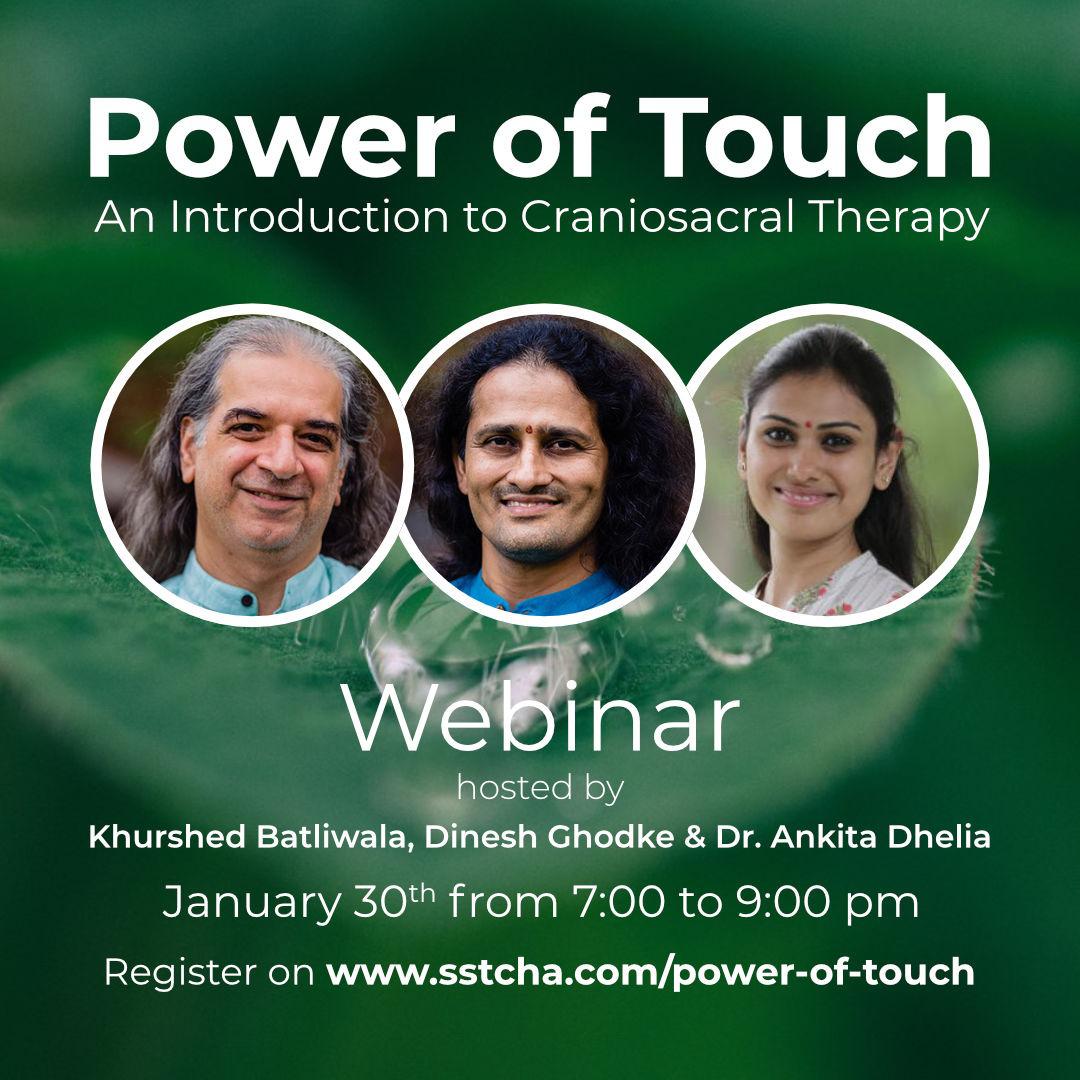 Power of Touch
An Introduction to Craniosacral Therapy
Webinar
hosted by
Khurshed Batliwala, Dinesh Ghodke & Dr. Ankita Dhelia
January 30th from 7:00 to 9:00 pm
Register on www.sstcha.com/power-of-touch